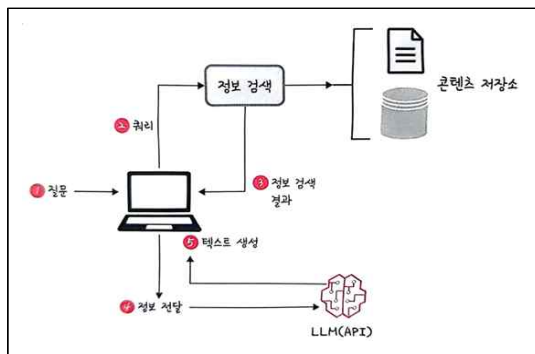 정보 검색
콘텐츠 저장소
2 쿼리
1 질문
3 정보 검색
결과
5 텍스트 생성
4 정보 전달
LLM(API)